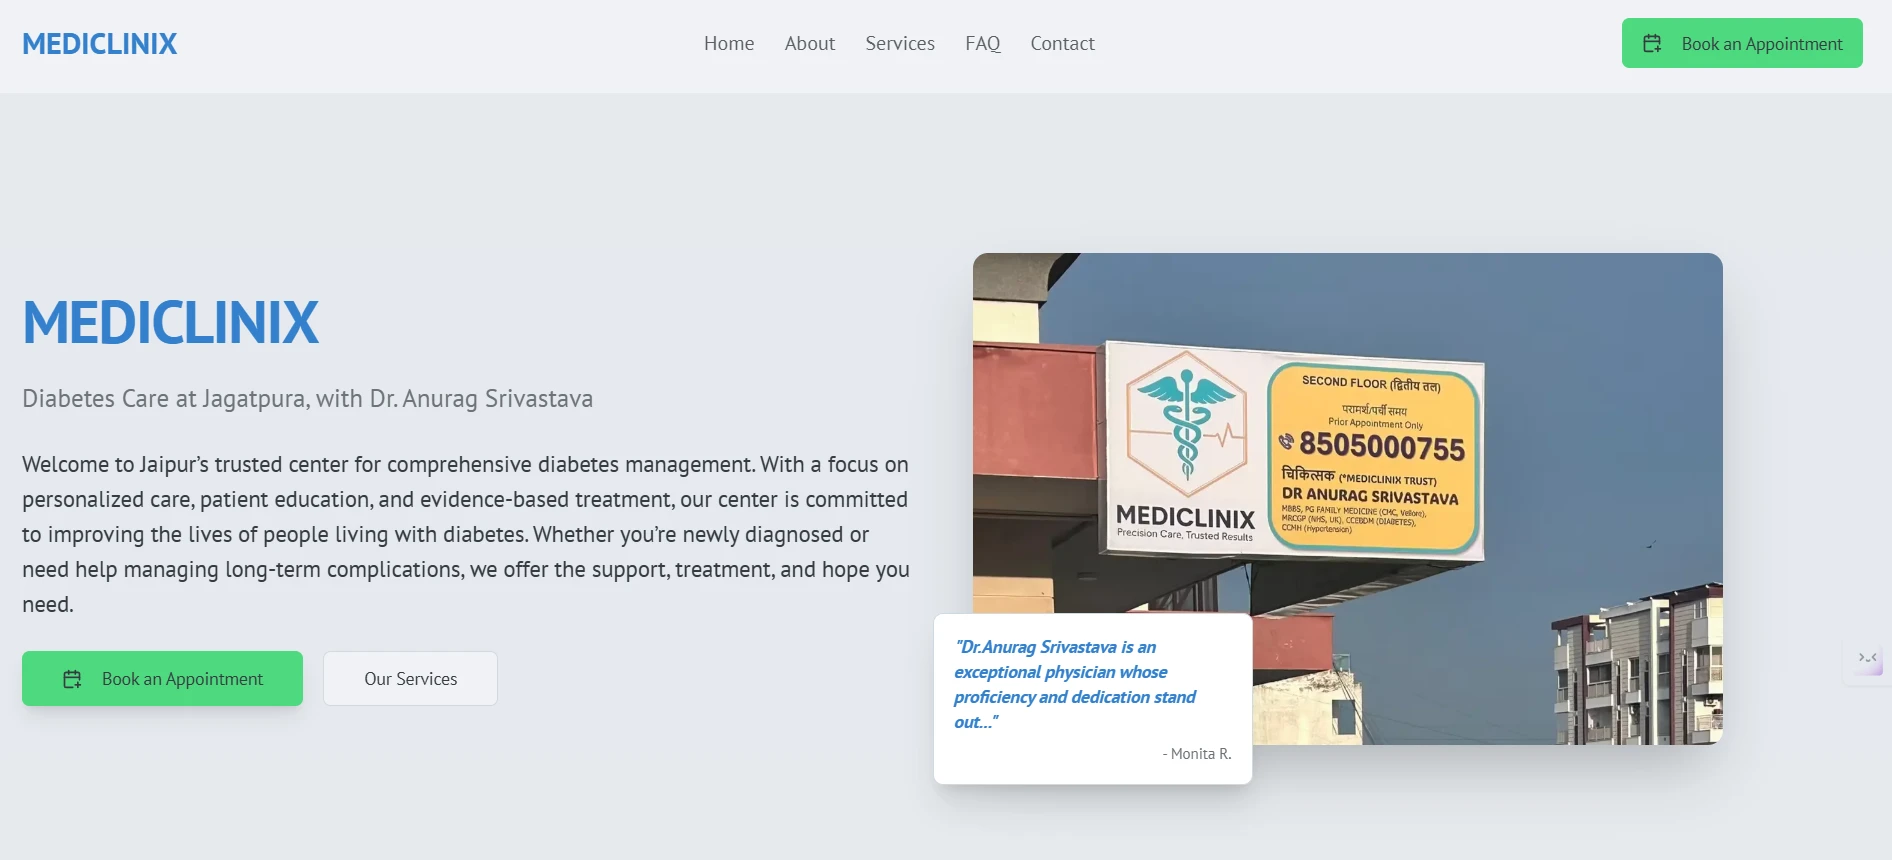 MEDICLINIX
Home
About
Services
FAQ
Contact
Book an Appointment
MEDICLINIX
Diabetes Care at Jagatpura, with Dr. Anurag Srivastava
Welcome to Jaipur’s trusted center for comprehensive diabetes management. With a focus on
personalized care, patient education, and evidence-based treatment, our center is committed
to improving the lives of people living with diabetes. Whether you’re newly diagnosed or
need help managing long-term complications, we offer the support, treatment, and hope you
need.
Book an Appointment
Our Services
MEDICLINIX
Precision Care, Trusted Results
SECOND FLOOR (द्वितीय तल)
परामर्श/पर्ची समय
Prior Appointment Only
8505000755
चिकित्सक (*MEDICLINIX TRUST)
DR ANURAG SRIVASTAVA
MBBS, PG FAMILY MEDICINE (CMC, Vellore),
MRCGP (NHS, UK), CCEBDM (DIABETES),
CCMH (Hypertension)
"Dr.Anurag Srivastava is an
exceptional physician whose
proficiency and dedication stand
out..."
- Monita R.